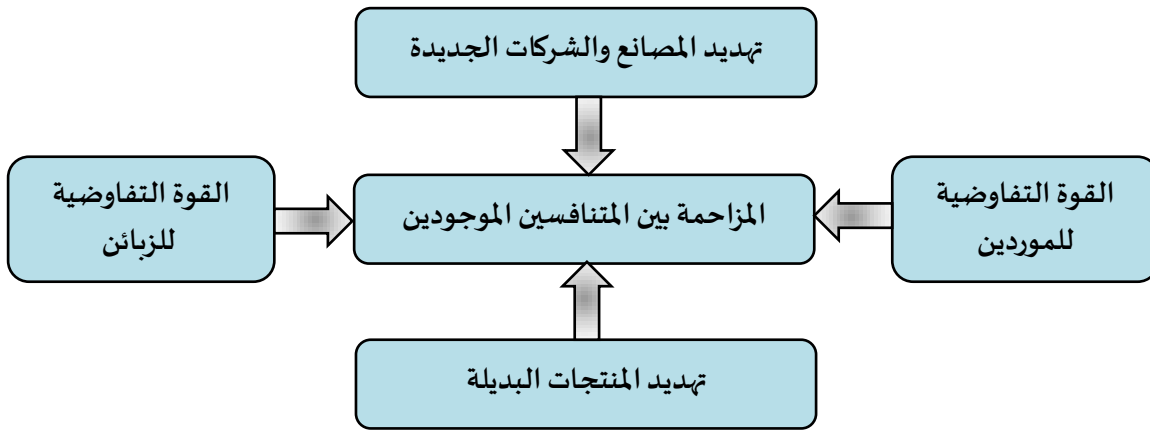 تهديد المصانع والشركات الجديدة
القوة التفاوضية
للموردين
المزاحمة بين المتنافسين الموجودين
القوة التفاوضية
للزبائن
تهديد المنتجات البديلة